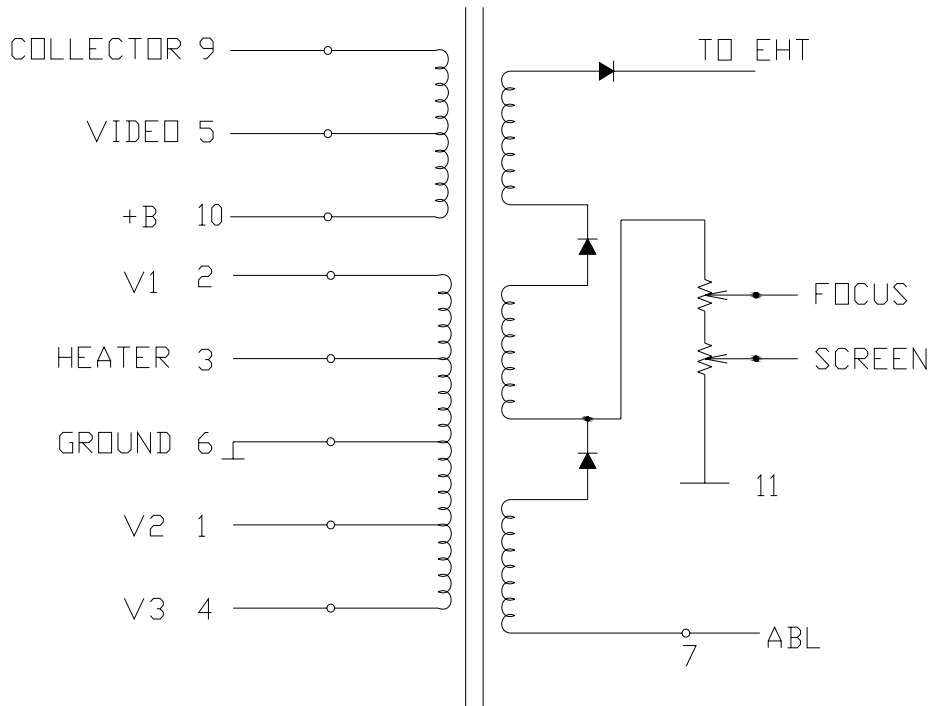 COLLECTOR 9
TO EHT
VIDEO 5
+B 10
V1 2
FOCUS
HEATER 3
SCREEN
GROUND 6
11
V2 1
V3 4
ABL
7